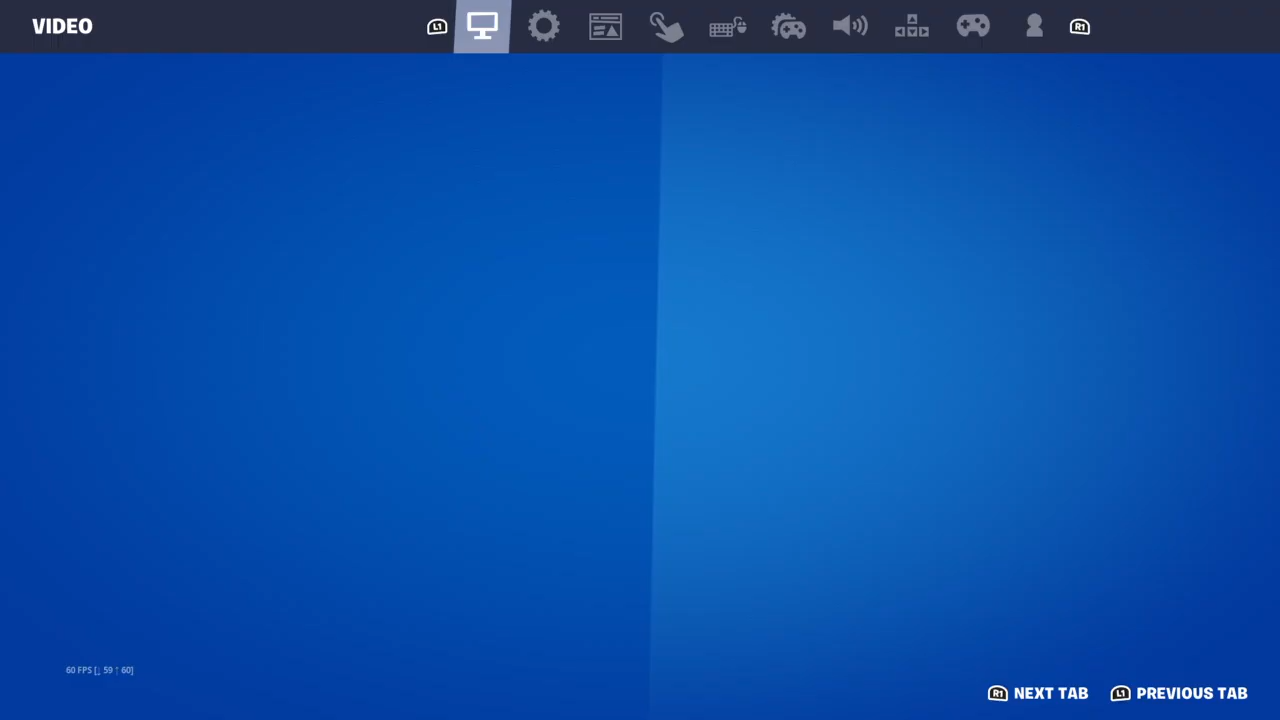 VIDEO
L1
R1
60 FPS [↓ 59 ↑ 60]
R1 NEXT TAB L1 PREVIOUS TAB